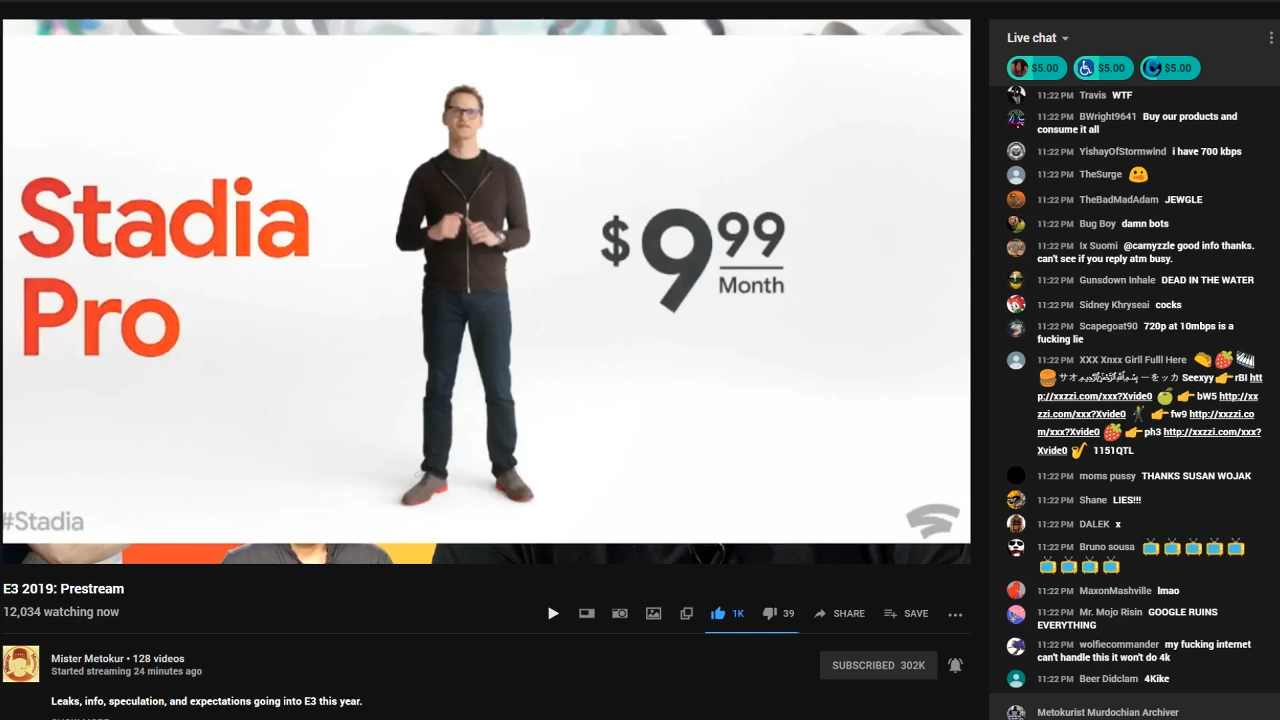 Stadia
Pro
$9 99
Month
#Stadia
E3 2019: Prestream
12,034 watching now
1K
39
SHARE
SAVE
Mister Metokur • 128 videos
Started streaming 24 minutes ago
SUBSCRIBED 302K
Leaks, info, speculation, and expectations going into E3 this year.
Live chat
$5.00
$5.00
$5.00
11:22 PM Travis WTF
11:22 PM BWright9641 Buy our products and
consume it all
11:22 PM YishayOfStormwind i have 700 kbps
11:22 PM TheSurge
11:22 PM TheBadMadAdam JEWGLE
11:22 PM Bug Boy damn bots
11:22 PM Ix Suomi @carnyzzle good info thanks.
can't see if you reply atm busy.
11:22 PM Gunsdown Inhale DEAD IN THE WATER
11:22 PM Sidney Khryseai cocks
11:22 PM Scapegoat90 720p at 10mbps is a
fucking lie
11:22 PM XXX Xnxx Girll Fulll Here 🌮🍓🎹
🍔サオ ーをッカ Seexyy👉rBI htt
p://xxzzi.com/xxx?Xvide0 🍏 👉 bW5 http://xx
zzi.com/xxx?Xvide0 👉 fw9 http://xxzzi.co
m/xxx?Xvide0 🍓 👉 ph3 http://xxzzi.com/xxx?
Xvide0 🎷 1151QTL
11:22 PM moms pussy THANKS SUSAN WOJAK
11:22 PM Shane LIES!!!
11:22 PM DALEK x
11:22 PM Bruno sousa 📺📺📺📺📺
📺📺📺📺
11:22 PM MaxonMashville lmao
11:22 PM Mr. Mojo Risin GOOGLE RUINS
EVERYTHING
11:22 PM wolfiecommander my fucking internet
can't handle this it won't do 4k
11:22 PM Beer Didclam 4Kike
Metokurist Murdochian Archiver